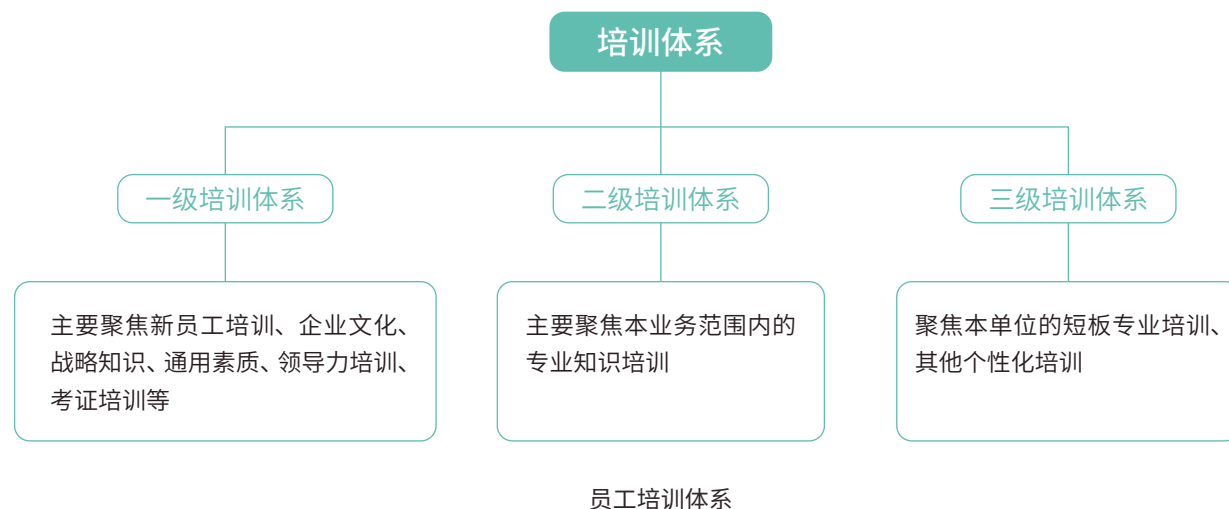 培训体系
一级培训体系
二级培训体系
三级培训体系
主要聚焦新员工培训、企业文化、
战略知识、通用素质、领导力培训、
考证培训等
主要聚焦本业务范围内的
专业知识培训
聚焦本单位的短板专业培训、
其他个性化培训
员工培训体系